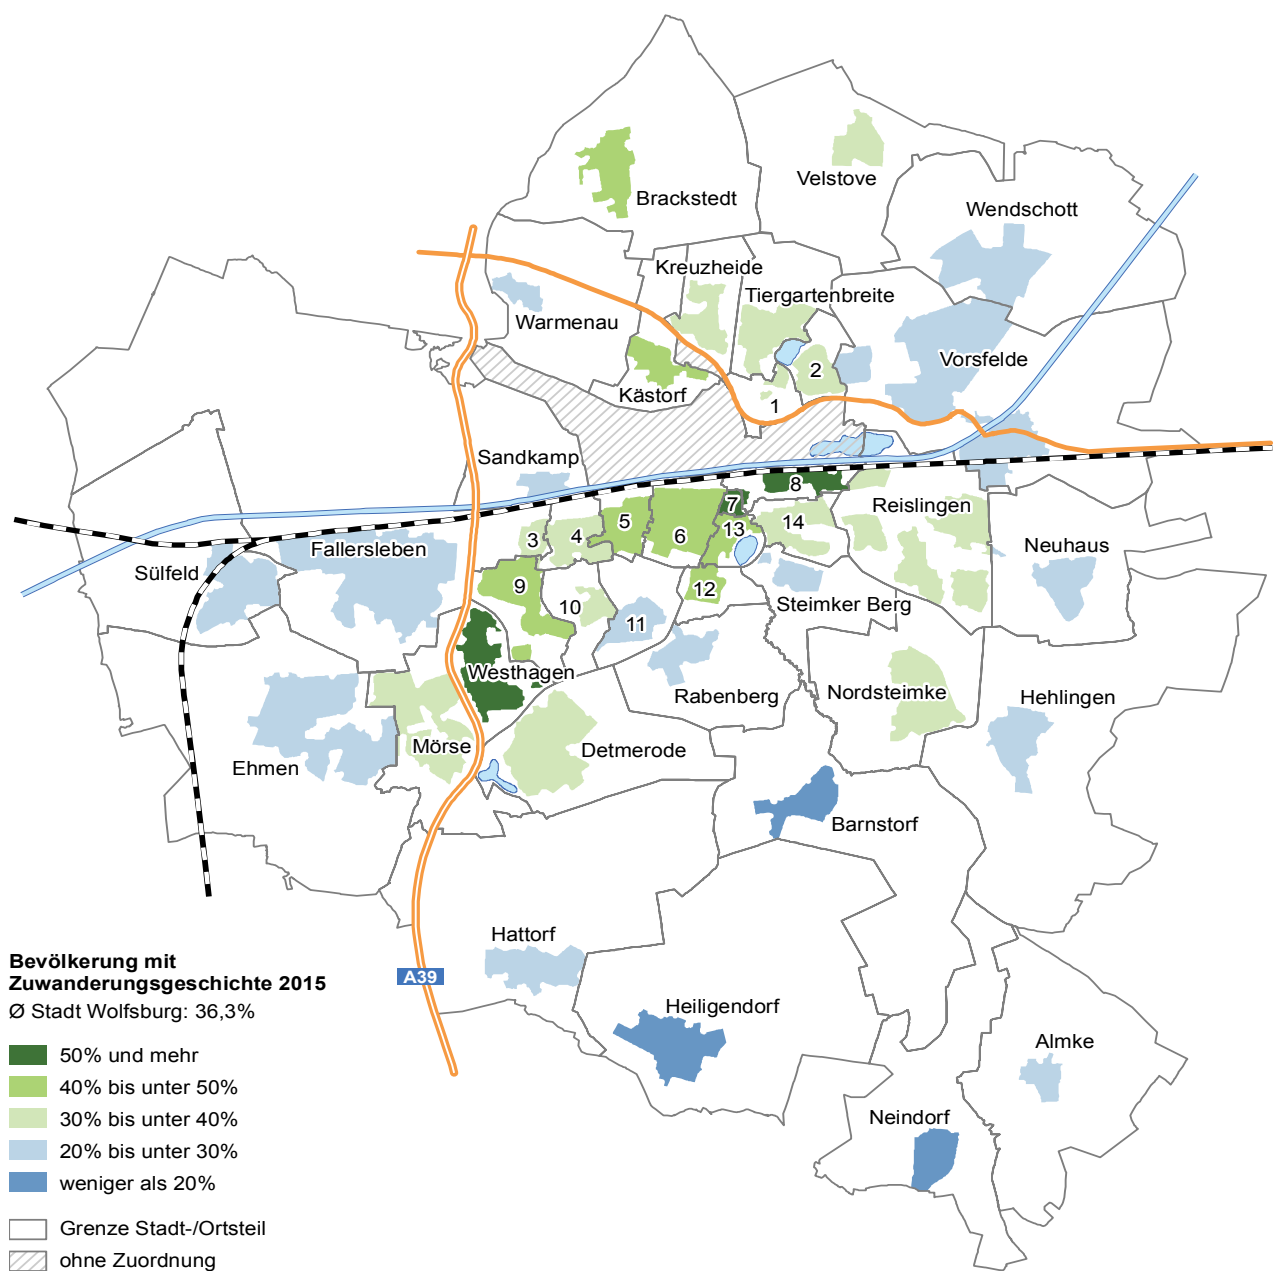 Velstove
Brackstedt
Wendschott
Kreuzheide
Tiergartenbreite
Warmenau
Vorsfelde
2
Kästorf
1
Sandkamp
8
7
Reislingen
5
14
13
6
4
3
Fallersleben
Neuhaus
Sülfeld
9
12
Steimker Berg
10
11
Westhagen
Rabenberg
Nordsteimke
Hehlingen
Mörse
Detmerode
Ehmen
Barnstorf
Hattorf
A39
Heiligendorf
Almke
Neindorf
Bevölkerung mit
Zuwanderungsgeschichte 2015
Ø Stadt Wolfsburg: 36,3%
50% und mehr
40% bis unter 50%
30% bis unter 40%
20% bis unter 30%
weniger als 20%
Grenze Stadt-/Ortsteil
ohne Zuordnung